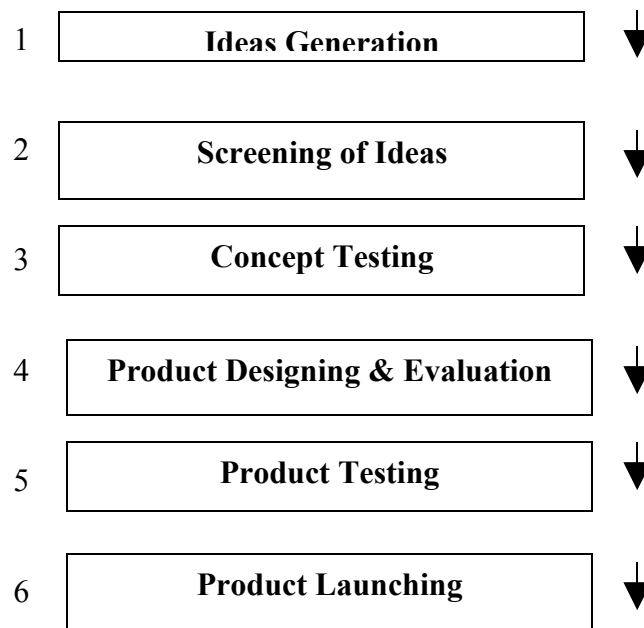 1 Ideas Generation
2 Screening of Ideas
3 Concept Testing
4 Product Designing & Evaluation
5 Product Testing
6 Product Launching